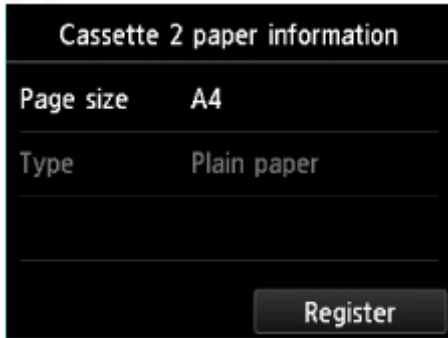 Cassette 2 paper information
Page size A4
Type Plain paper
Register